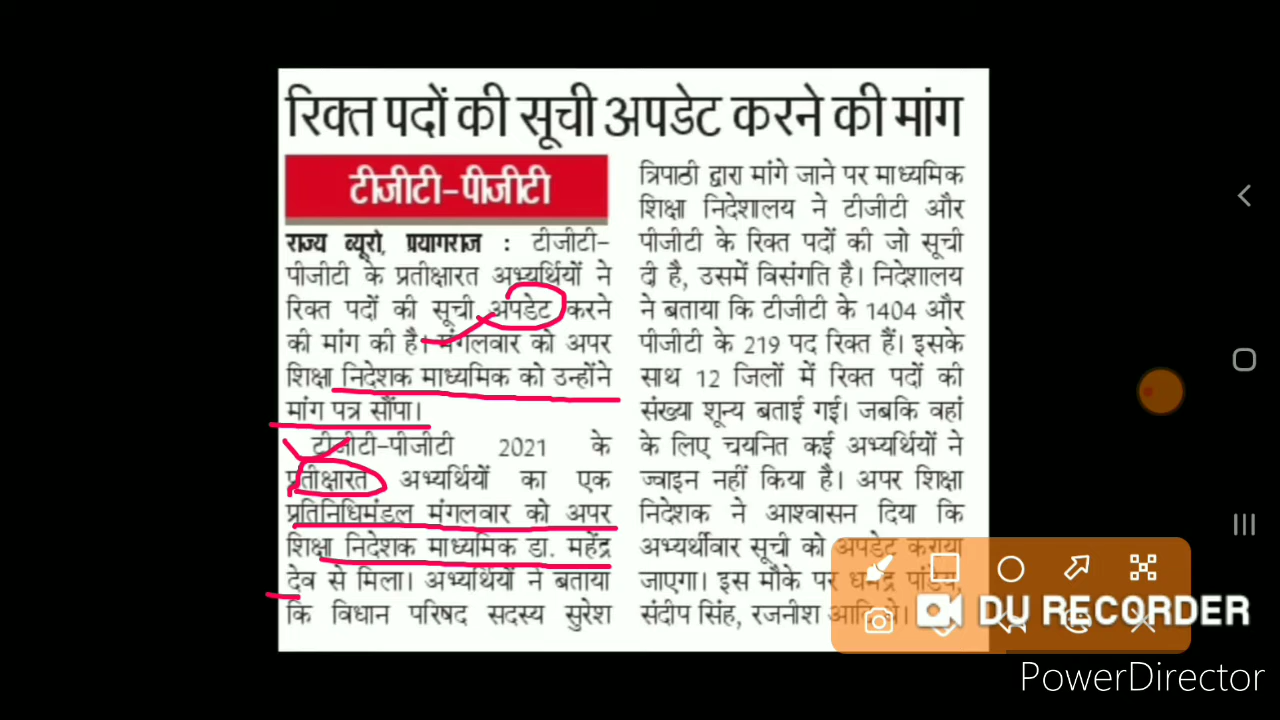 रिक्त पदों की सूची अपडेट करने की मांग
टीजीटी-पीजीटी
राज्य ब्यूरो, प्रयागराज : टीजीटी-
पीजीटी के प्रतीक्षारत अभ्यर्थियों ने
रिक्त पदों की सूची अपडेट करने
की मांग की है। मंगलवार को अपर
शिक्षा निदेशक माध्यमिक को उन्होंने
मांग पत्र सौंपा।
टीजीटी-पीजीटी 2021 के
प्रतीक्षारत अभ्यर्थियों का एक
प्रतिनिधिमंडल मंगलवार को अपर
शिक्षा निदेशक माध्यमिक डा. महेंद्र
देव से मिला। अभ्यर्थियों ने बताया
कि विधान परिषद सदस्य सुरेश
त्रिपाठी द्वारा मांगे जाने पर माध्यमिक
शिक्षा निदेशालय ने टीजीटी और
पीजीटी के रिक्त पदों की जो सूची
दी है, उसमें विसंगति है। निदेशालय
ने बताया कि टीजीटी के 1404 और
पीजीटी के 219 पद रिक्त हैं। इसके
साथ 12 जिलों में रिक्त पदों की
संख्या शून्य बताई गई। जबकि वहां
के लिए चयनित कई अभ्यर्थियों ने
ज्वाइन नहीं किया है। अपर शिक्षा
निदेशक ने आश्वासन दिया कि
अभ्यर्थीवार सूची को अपडेट कराया
जाएगा। इस मौके पर धर्मेंद्र पांडेय,
संदीप सिंह, रजनीश आदि थे।
DU RECORDER
PowerDirector